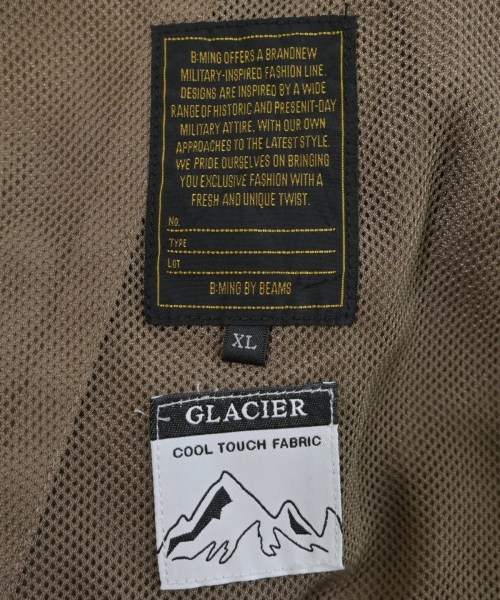 B:MING OFFERS A BRANDNEW
MILITARY-INSPIRED FASHION LINE.
DESIGNS ARE INSPIRED BY A WIDE
RANGE OF HISTORIC AND PRESENIT-DAY
MILITARY ATTIRE, WITH OUR OWN
APPROACHES TO THE LATEST STYLE.
WE PRIDE OURSELVES ON BRINGING
YOU EXCLUSIVE FASHION WITH A
FRESH AND UNIQUE TWIST.
NO.
TYPE
LOT
B:MING BY BEAMS
XL
GLACIER
COOL TOUCH FABRIC